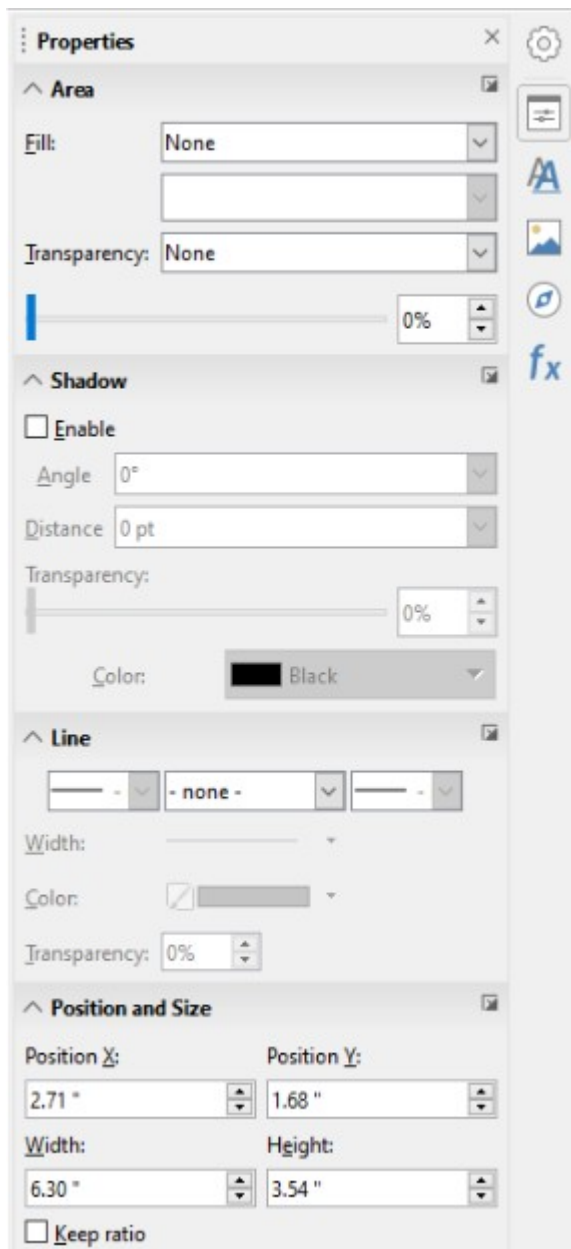 Properties
Area
Fill: None
Transparency: None
0%
Shadow
Enable
Angle 0°
Distance 0 pt
Transparency:
0%
Color: Black
Line
- - none - -
Width:
Color:
Transparency: 0%
Position and Size
Position X: Position Y:
2.71 " 1.68 "
Width: Height:
6.30 " 3.54 "
Keep ratio
A A
fx